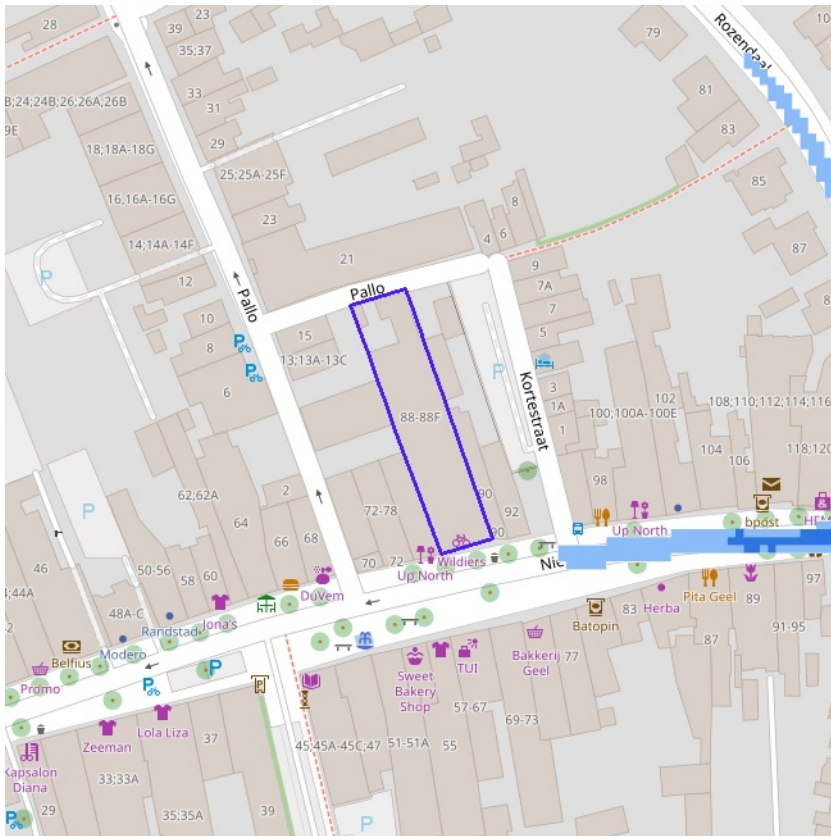 28
23
39
35;37
79
Rozendaal
B;24;24B;26;26A;26B
33
31
81
9E
29
83
18;18A-18G
25;25A-25F
85
16,16A-16G
23
8
6
4
14;14A-14F
21
87
P
12
9
7A
Pallo
Pallo
10
15
7
8
13;13A-13C
5
P
P
6
P
3
Kortestraat
1A
102
108;110;112;114;116
88-88F
100;100A-100E
1
104
118;120
106
62;62A
2
90
98
72-78
92
P
64
bpost
HEM
66
68
90
Up North
46
50-56
70
72
Wildiers
Nie
58
60
Up North
97
;44A
DuVem
48A-C
Jona's
83
Herba
Pita Geel
89
Randstad
Batopin
87
91-95
Modero
Belfius
P
Sweet
Bakery
Shop
TUI
Bakkerij
Geel
77
Promo
P
P
57-67
69-73
Zeeman
Lola Liza
37
45;45A-45C;47
51-51A
55
Kapsalon
Diana
33;33A
29
35;35A
39
P
P